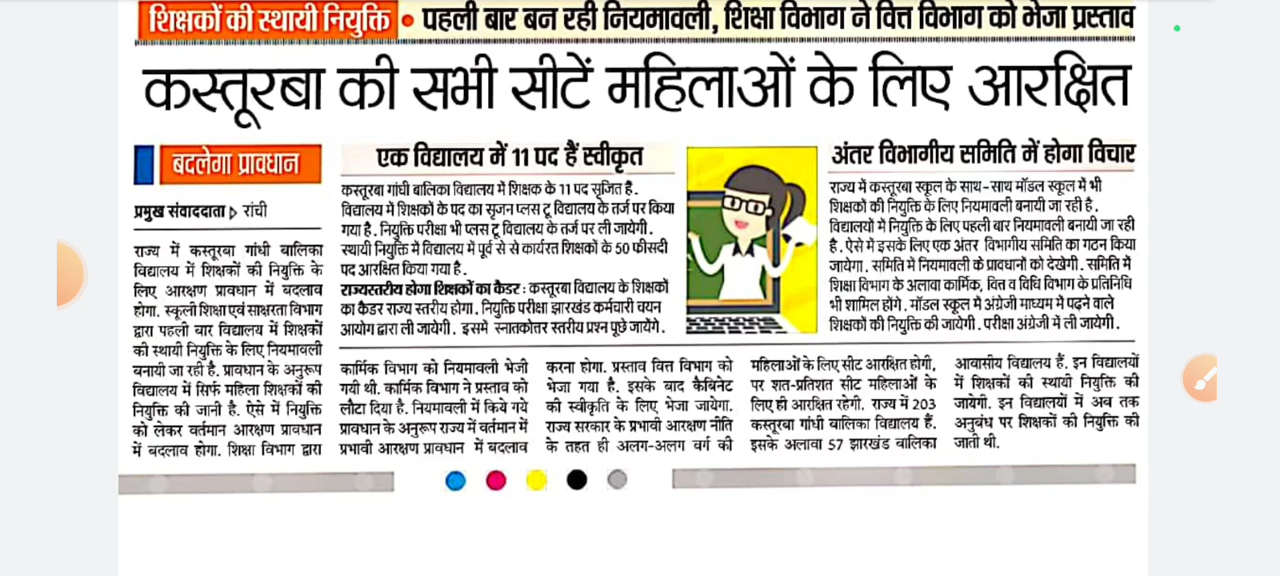 शिक्षकों की स्थायी नियुक्ति • पहली बार बन रही नियमावली, शिक्षा विभाग ने वित्त विभाग को भेजा प्रस्ताव
कस्तूरबा की सभी सीटें महिलाओं के लिए आरक्षित
बदलेगा प्रावधान
प्रमुख संवाददाता ▷ रांची
राज्य में कस्तूरबा गांधी बालिका
विद्यालय में शिक्षकों की नियुक्ति के
लिए आरक्षण प्रावधान में बदलाव
होगा. स्कूली शिक्षा एवं साक्षरता विभाग
द्वारा पहली बार विद्यालय में शिक्षकों
की स्थायी नियुक्ति के लिए नियमावली
बनायी जा रही है. प्रावधान के अनुरूप
विद्यालय में सिर्फ महिला शिक्षकों की
नियुक्ति की जानी है. ऐसे में नियुक्ति
को लेकर वर्तमान आरक्षण प्रावधान
में बदलाव होगा. शिक्षा विभाग द्वारा
एक विद्यालय में 11 पद हैं स्वीकृत
कस्तूरबा गांधी बालिका विद्यालय में शिक्षक के 11 पद सृजित है.
विद्यालय में शिक्षकों के पद का सृजन प्लस टू विद्यालय के तर्ज पर किया
गया है. नियुक्ति परीक्षा भी प्लस टू विद्यालय के तर्ज पर ली जायेगी.
स्थायी नियुक्ति में विद्यालय में पूर्व से से कार्यरत शिक्षकों के 50 फीसदी
पद आरक्षित किया गया है.
राज्यस्तरीय होगा शिक्षकों का कैडर : कस्तूरबा विद्यालय के शिक्षकों
का कैडर राज्य स्तरीय होगा. नियुक्ति परीक्षा झारखंड कर्मचारी चयन
आयोग द्वारा ली जायेगी. इसमें स्नातकोतर स्तरीय प्रश्न पूछे जायेंगे.
अंतर विभागीय समिति में होगा विचार
राज्य में कस्तूरबा स्कूल के साथ-साथ मॉडल स्कूल में भी
शिक्षकों की नियुक्ति के लिए नियमावली बनायी जा रही है.
विद्यालयों में नियुक्ति के लिए पहली बार नियमावली बनायी जा रही
है. ऐसे में इसके लिए एक अंतर विभागीय समिति का गठन किया
जायेगा. समिति में नियमावली के प्रावधानों को देखेगी. समिति में
शिक्षा विभाग के अलावा कार्मिक, वित्त व विधि विभाग के प्रतिनिधि
भी शामिल होंगे. मॉडल स्कूल में अंग्रेजी माध्यम में पढ़ने वाले
शिक्षकों की नियुक्ति की जायेगी. परीक्षा अंग्रेजी में ली जायेगी.
कार्मिक विभाग को नियमावली भेजी
गयी थी. कार्मिक विभाग ने प्रस्ताव को
लौटा दिया है. नियमावली में किये गये
प्रावधान के अनुरूप राज्य में वर्तमान में
प्रभावी आरक्षण प्रावधान में बदलाव
करना होगा. प्रस्ताव वित्त विभाग को
भेजा गया है. इसके बाद कैबिनेट
की स्वीकृति के लिए भेजा जायेगा.
राज्य सरकार के प्रभावी आरक्षण नीति
के तहत ही अलग-अलग वर्ग की
महिलाओं के लिए सीट आरक्षित होगी,
पर शत-प्रतिशत सीट महिलाओं के
लिए ही आरक्षित रहेगी. राज्य में 203
कस्तूरबा गांधी बालिका विद्यालय हैं.
इसके अलावा 57 झारखंड बालिका
आवासीय विद्यालय हैं. इन विद्यालयों
में शिक्षकों की स्थायी नियुक्ति की
जायेगी. इन विद्यालयों में अब तक
अनुबंध पर शिक्षकों की नियुक्ति की
जाती थी.